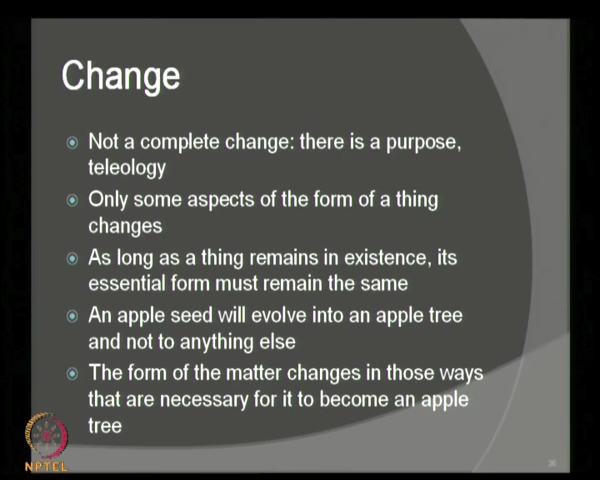 Change
Not a complete change: there is a purpose,
teleology
Only some aspects of the form of a thing
changes
As long as a thing remains in existence, its
essential form must remain the same
An apple seed will evolve into an apple tree
and not to anything else
The form of the matter changes in those ways
that are necessary for it to become an apple
tree
NPTEL